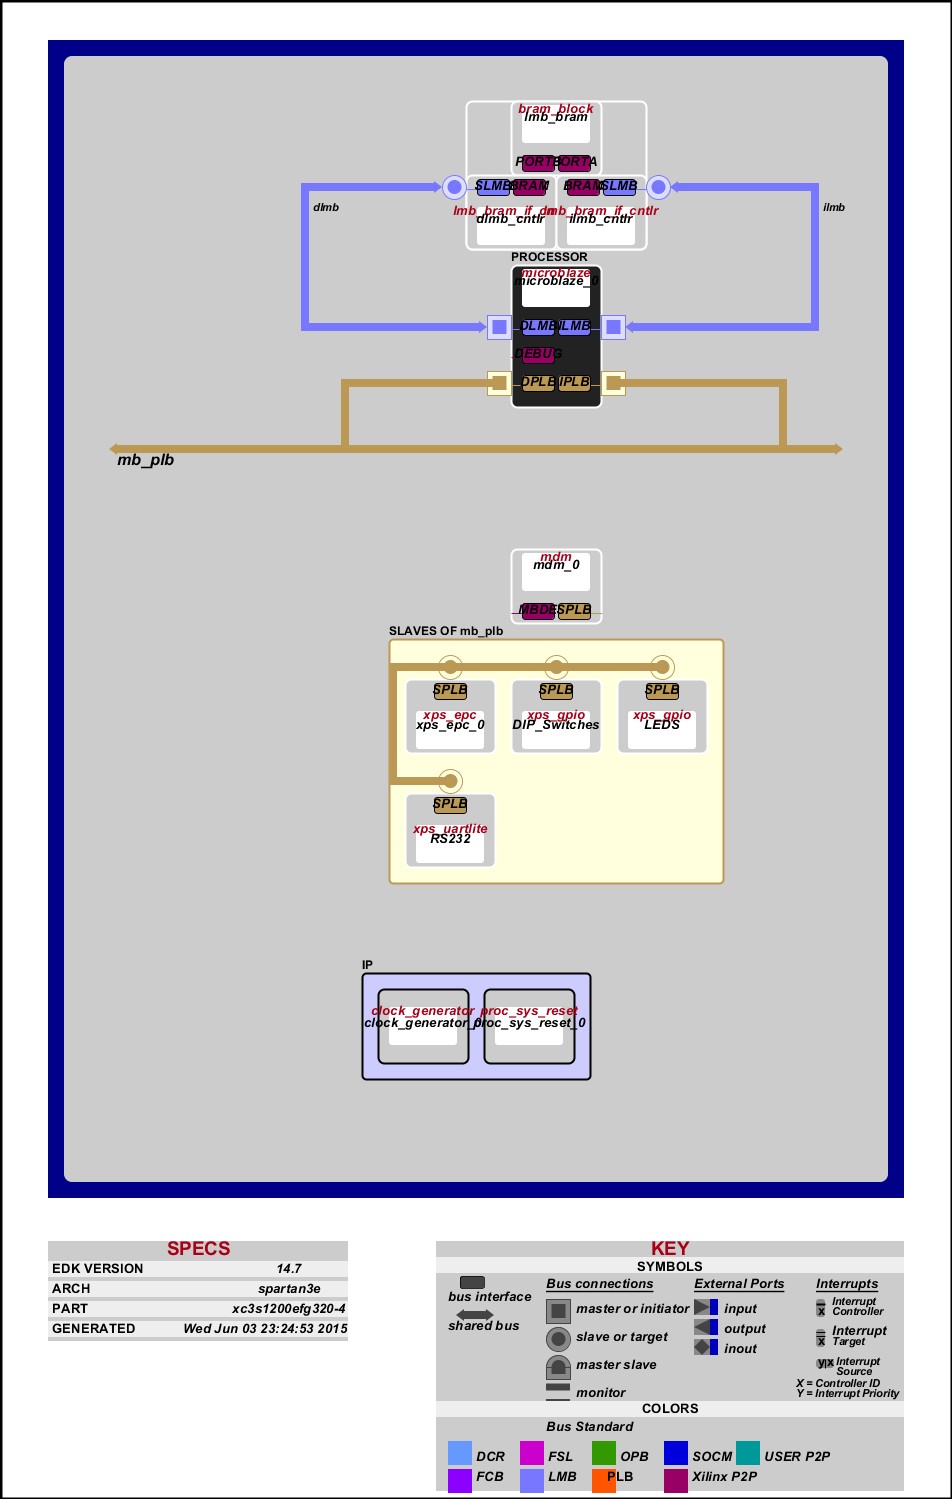 bram_block
lmb_bram
PORTB PORTA
SLMB BRAM BRAM SLMB
dlmb
ilmb
lmb_bram_if_cntlr
dlmb_cntlr ilmb_cntlr
PROCESSOR
microblaze
microblaze_0
DLMB ILMB
DEBUG
DPLB IPLB
mb_plb
mdm
mdm_0
SPLB
SLAVES OF mb_plb
SPLB SPLB SPLB
xps_epc xps_gpio xps_gpio
xps_epc_0 DIP_Switches LEDS
SPLB
xps_uartlite
RS232
IP
clock_generator proc_sys_reset
clock_generator_0 proc_sys_reset_0
SPECS
EDK VERSION 14.7
ARCH spartan3e
PART xc3s1200efg320-4
GENERATED Wed Jun 03 23:24:53 2015
KEY
SYMBOLS
bus interface
shared bus
Bus connections
master or initiator
slave or target
master slave
monitor
External Ports
input
output
inout
Interrupts
x Interrupt
Controller
x Interrupt
Target
y x Interrupt
Source
X = Controller ID
Y = Interrupt Priority
COLORS
Bus Standard
DCR FSL OPB SOCM USER P2P
FCB LMB PLB Xilinx P2P